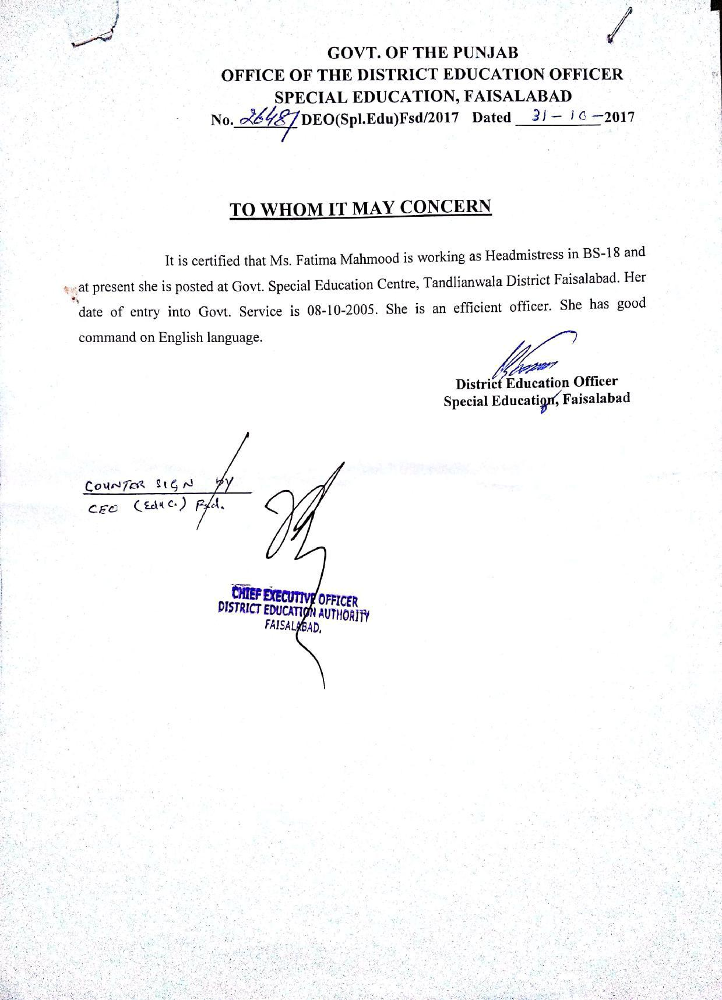 GOVT. OF THE PUNJAB
OFFICE OF THE DISTRICT EDUCATION OFFICER
SPECIAL EDUCATION, FAISALABAD
No. 2648/ DEO(Spl.Edu)Fsd/2017 Dated 31-10-2017
TO WHOM IT MAY CONCERN
It is certified that Ms. Fatima Mahmood is working as Headmistress in BS-18 and
at present she is posted at Govt. Special Education Centre, Tandlianwala District Faisalabad. Her
date of entry into Govt. Service is 08-10-2005. She is an efficient officer. She has good
command on English language.
District Education Officer
Special Education, Faisalabad
COUNTER SIGN by
CEO (Educ.) Fsd.
CHIEF EXECUTIVE OFFICER
DISTRICT EDUCATION AUTHORITY
FAISALABAD.